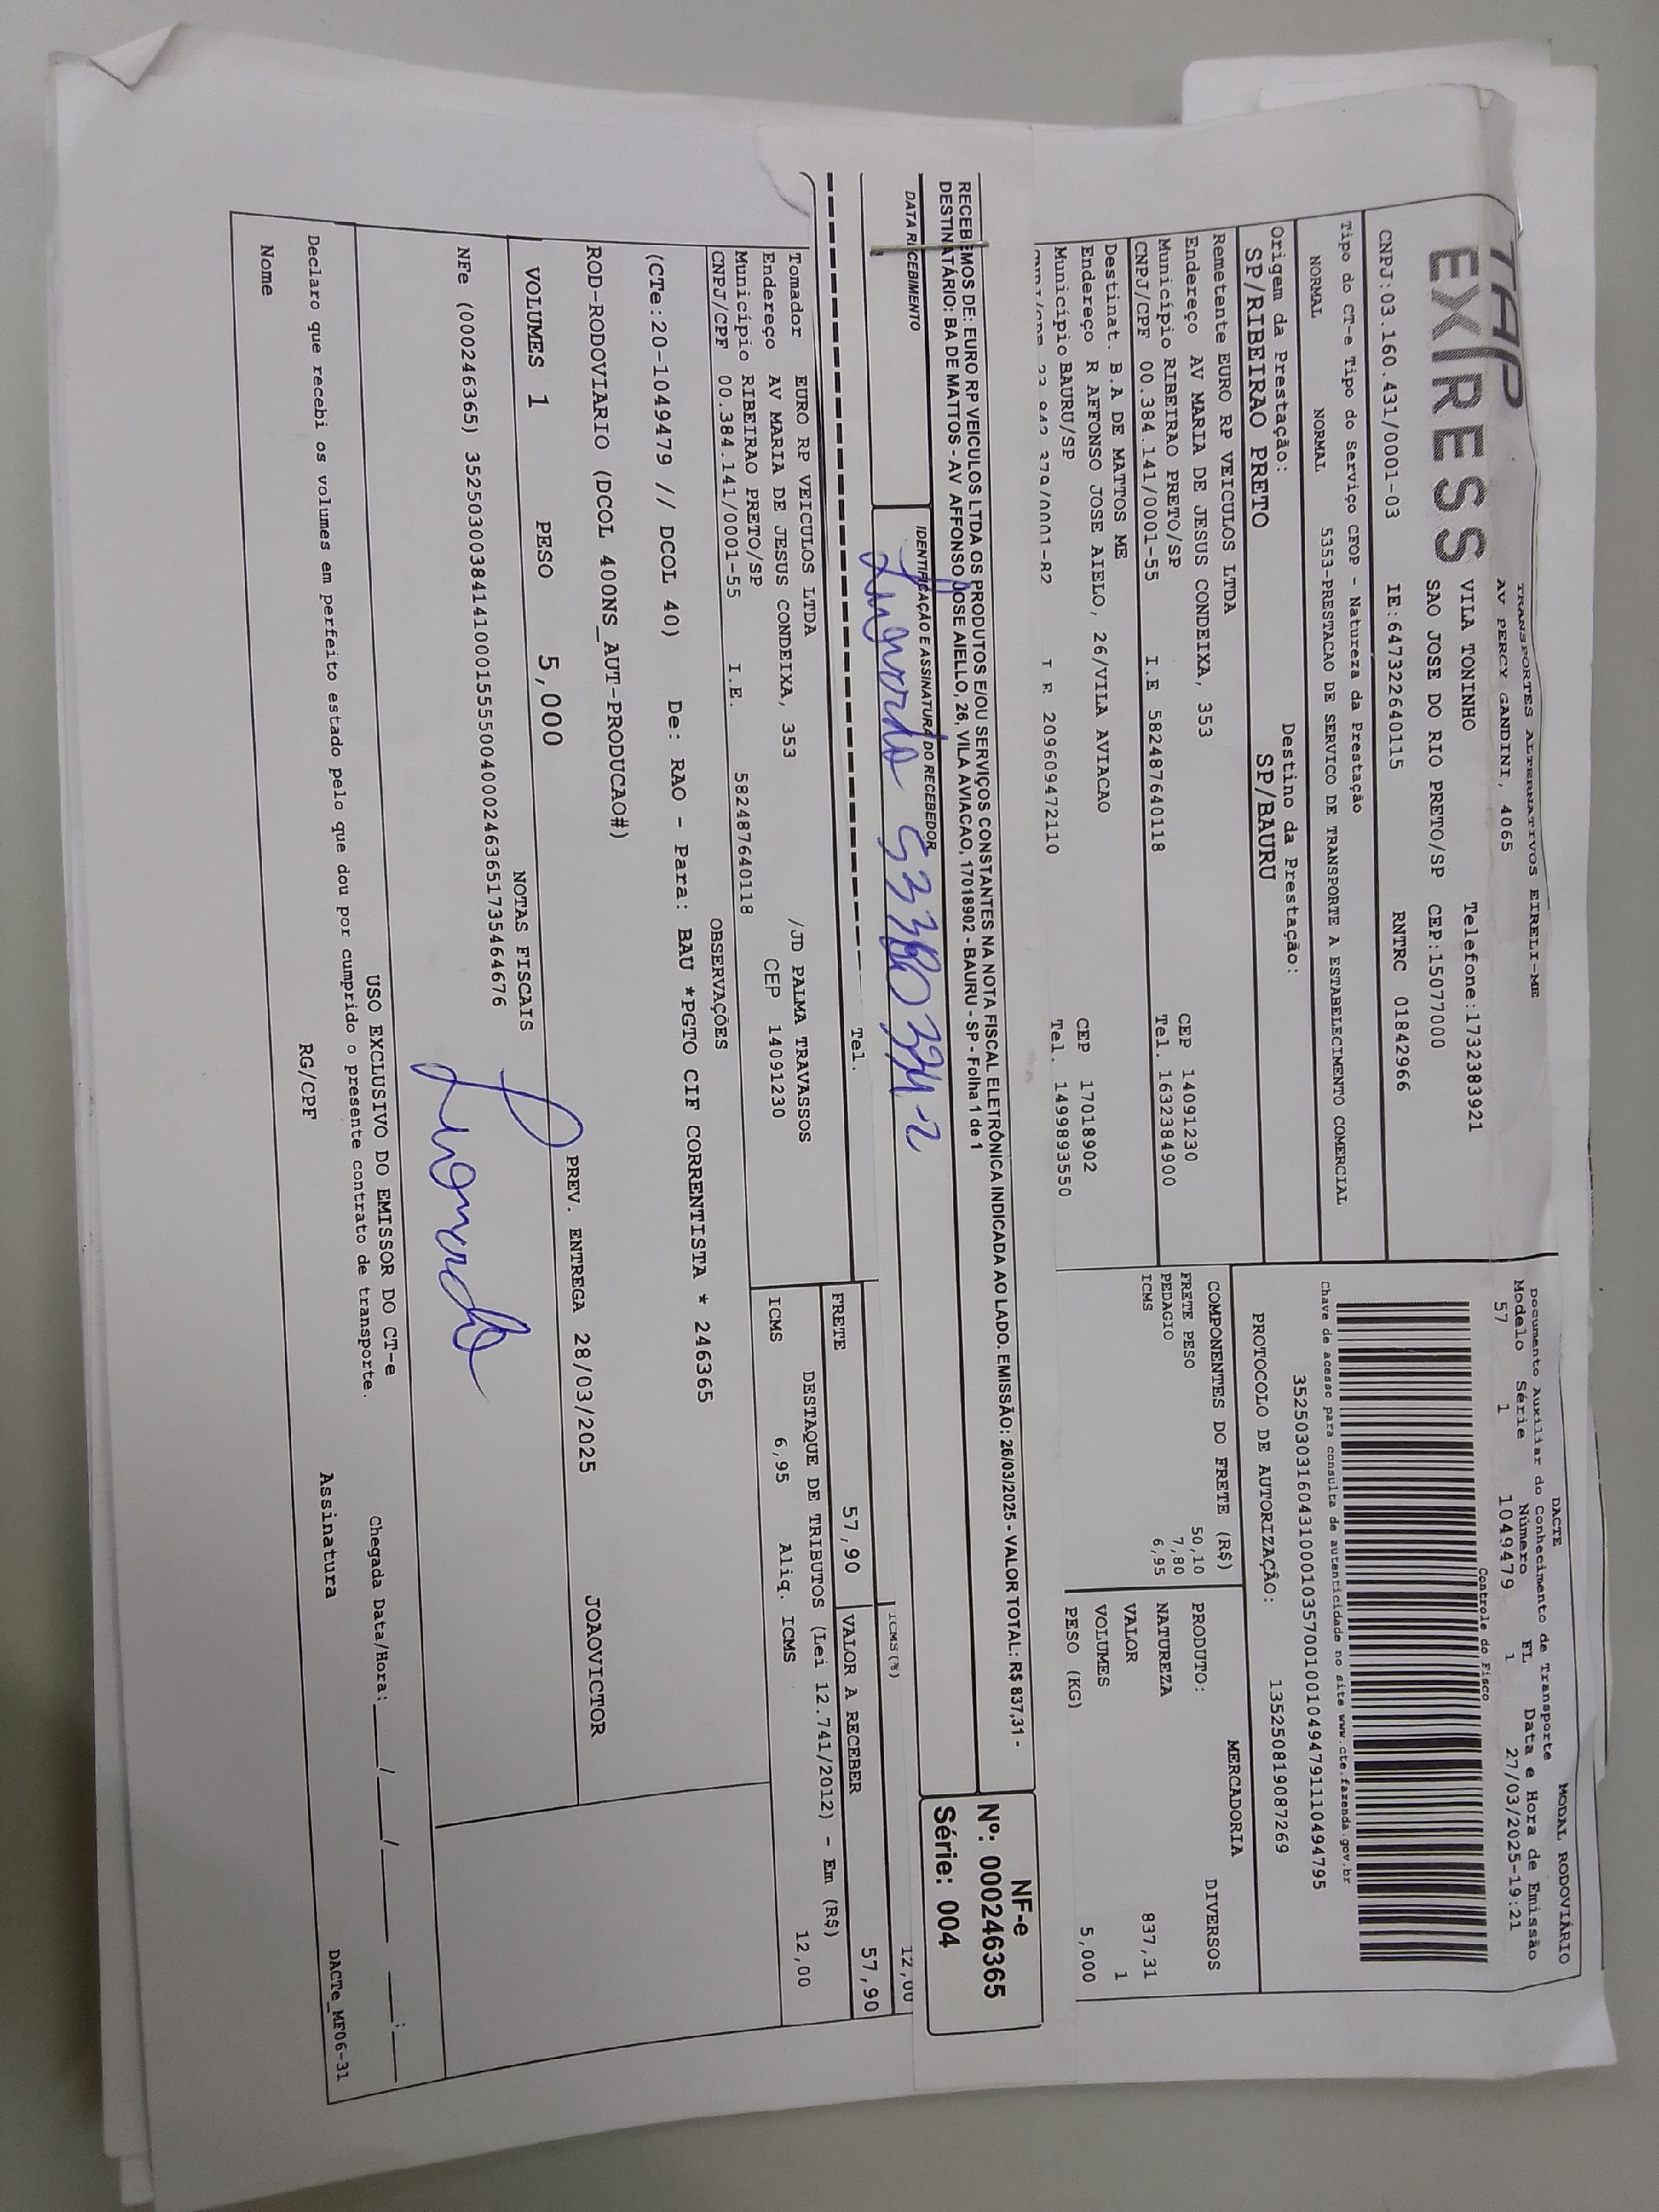 TAP
EXPRESS
TRANSPORTES ALTERNATIVOS EIRELI-ME
AV PERCY GANDINI, 4065
VILA TONINHO Telefone:1732383921
SAO JOSE DO RIO PRETO/SP CEP:15077000
CNPJ:03.160.431/0001-03 IE:647322640115 RNTRC 01842966
DACTE MODAL RODOVIÁRIO
Documento Auxiliar do Conhecimento de Transporte
Modelo Série Número FL Data e Hora de Emissão
57 1 1049479 1 27/03/2025-19:21
Controle do Fisco
Chave de acesso para consulta de autenticidade no site www.cte.fazenda.gov.br
35250303160431000103570010010494791110494795
PROTOCOLO DE AUTORIZAÇÃO: 135250819087269
Tipo do CT-e Tipo do Serviço CFOP - Natureza da Prestação
NORMAL NORMAL 5353-PRESTACAO DE SERVICO DE TRANSPORTE A ESTABELECIMENTO COMERCIAL
Origem da Prestação: Destino da Prestação:
SP/RIBEIRAO PRETO SP/BAURU
Remetente EURO RP VEICULOS LTDA
Endereço AV MARIA DE JESUS CONDEIXA, 353 CEP 14091230
Município RIBEIRAO PRETO/SP Tel. 1632384900
CNPJ/CPF 00.384.141/0001-55 I.E 582487640118
Destinat. B.A DE MATTOS ME
Endereço R AFFONSO JOSE AIELO, 26/VILA AVIACAO CEP 17018902
Município BAURU/SP Tel. 1499893550
I E 209609472110
COMPONENTES DO FRETE (R$)
FRETE PESO 50,10
PEDAGIO 7,80
ICMS 6,95
MERCADORIA
PRODUTO: DIVERSOS
NATUREZA
VALOR 837,31
VOLUMES 1
PESO (KG) 5,000
RECEBEMOS DE: EURO RP VEICULOS LTDA OS PRODUTOS E/OU SERVIÇOS CONSTANTES NA NOTA FISCAL ELETRÔNICA INDICADA AO LADO. EMISSÃO: 26/03/2025 - VALOR TOTAL: R$ 837,31 -
DESTINATÁRIO: BA DE MATTOS - AV AFFONSO JOSE AIELLO, 26, VILA AVIACAO, 17018902 - BAURU - SP - Folha 1 de 1
DATA RECEBIMENTO IDENTIFICAÇÃO E ASSINATURA DO RECEBEDOR
NF-e
Nº: 000246365
Série: 004
Tel.
ICMS (%) 12,00
FRETE 57,90 VALOR A RECEBER 57,90
Tomador EURO RP VEICULOS LTDA
Endereço AV MARIA DE JESUS CONDEIXA, 353 /JD PALMA TRAVASSOS
Municipio RIBEIRAO PRETO/SP CEP 14091230
CNPJ/CPF 00.384.141/0001-55 I.E. 582487640118
DESTAQUE DE TRIBUTOS (Lei 12.741/2012) - Em (R$)
ICMS 6,95 Aliq. ICMS 12,00
OBSERVAÇÕES
(CTe:20-1049479 // DCOL 40) De: RAO - Para: BAU *PGTO CIF CORRENTISTA * 246365
ROD-RODOVIARIO (DCOL 400NS_AUT-PRODUCAO#)
VOLUMES 1 PESO 5,000 PREV. ENTREGA 28/03/2025 JOAOVICTOR
NOTAS FISCAIS
NFe (000246365) 35250300384141000155550040002463651735464676
USO EXCLUSIVO DO EMISSOR DO CT-e
Declaro que recebi os volumes em perfeito estado pelo que dou por cumprido o presente contrato de transporte. Chegada Data/Hora:____/____/____ ____:____
Nome RG/CPF Assinatura
DACTe_MF06-31